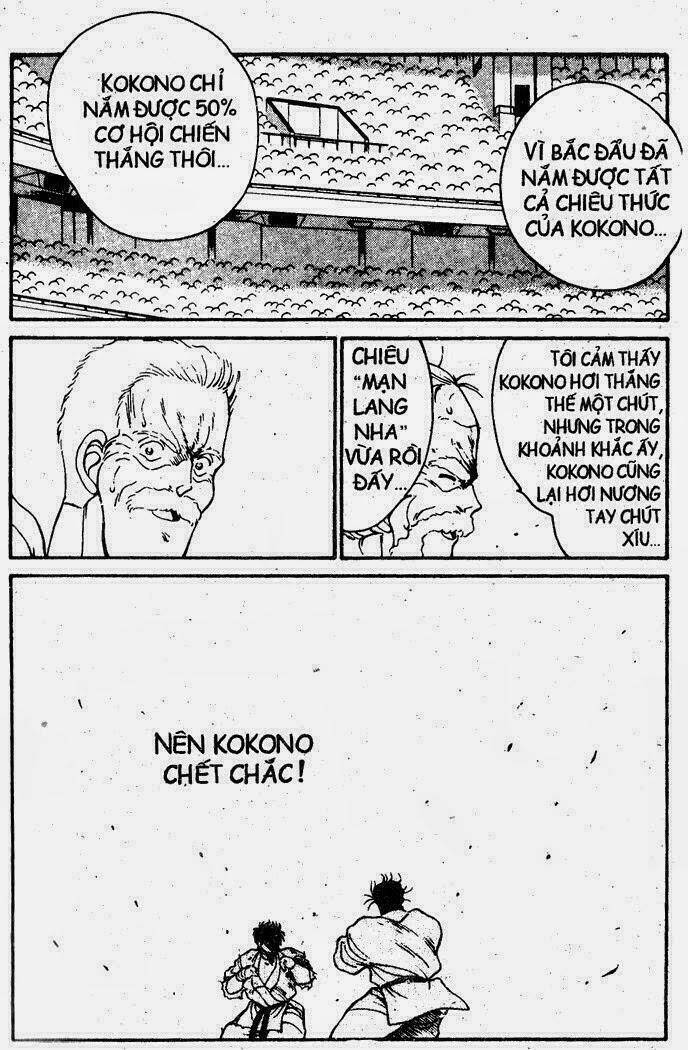 VÌ BẮC ĐẨU ĐÃ
NẮM ĐƯỢC TẤT
CẢ CHIÊU THỨC
CỦA KOKONO...
KOKONO CHỈ
NẮM ĐƯỢC 50%
CƠ HỘI CHIẾN
THẮNG THÔI...
TÔI CẢM THẤY
KOKONO HƠI THẮNG
THẾ MỘT CHÚT,
NHƯNG TRONG
KHOẢNH KHẮC ẤY,
KOKONO CŨNG
LẠI HƠI NƯƠNG
TAY CHÚT
XÍU...
CHIÊU
"MẠN
LANG
NHA"
VỪA RỒI
ĐẤY...
NÊN KOKONO
CHẾT CHẮC!